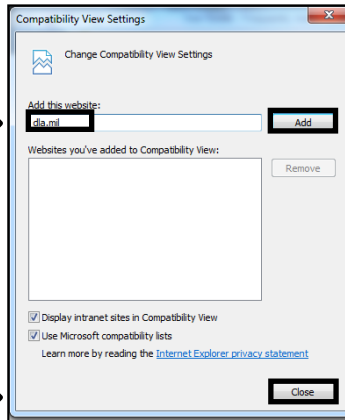 Compatibility View Settings
Change Compatibility View Settings
Add this website:
dla.mil
Add
Websites you've added to Compatibility View:
Remove
Display intranet sites in Compatibility View
Use Microsoft compatibility lists
Learn more by reading the Internet Explorer privacy statement
Close